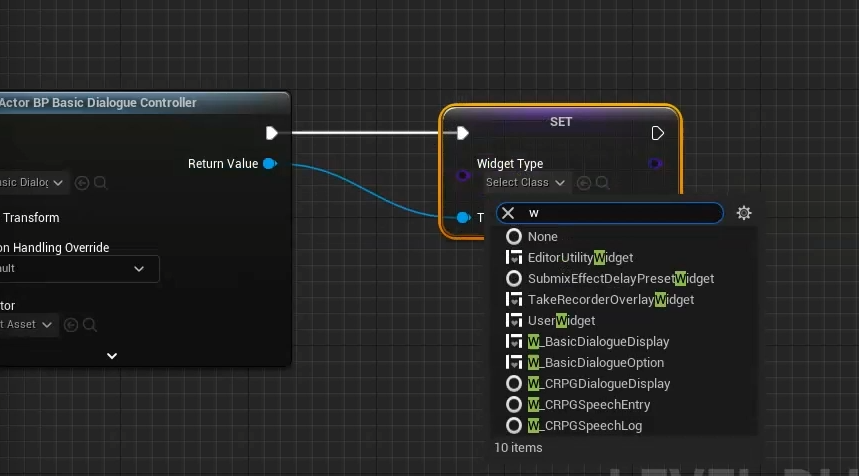 Actor BP Basic Dialogue Controller
SET
Return Value
Widget Type
Select Class
asic Dialog
T
w
Transform
None
on Handling Override
EditorUtilityWidget
ult
SubmixEffectDelayPresetWidget
TakeRecorderOverlayWidget
tor
UserWidget
t Asset
W_BasicDialogueDisplay
W_BasicDialogueOption
W_CRPGDialogueDisplay
W_CRPGSpeechEntry
W_CRPGSpeechLog
10 items